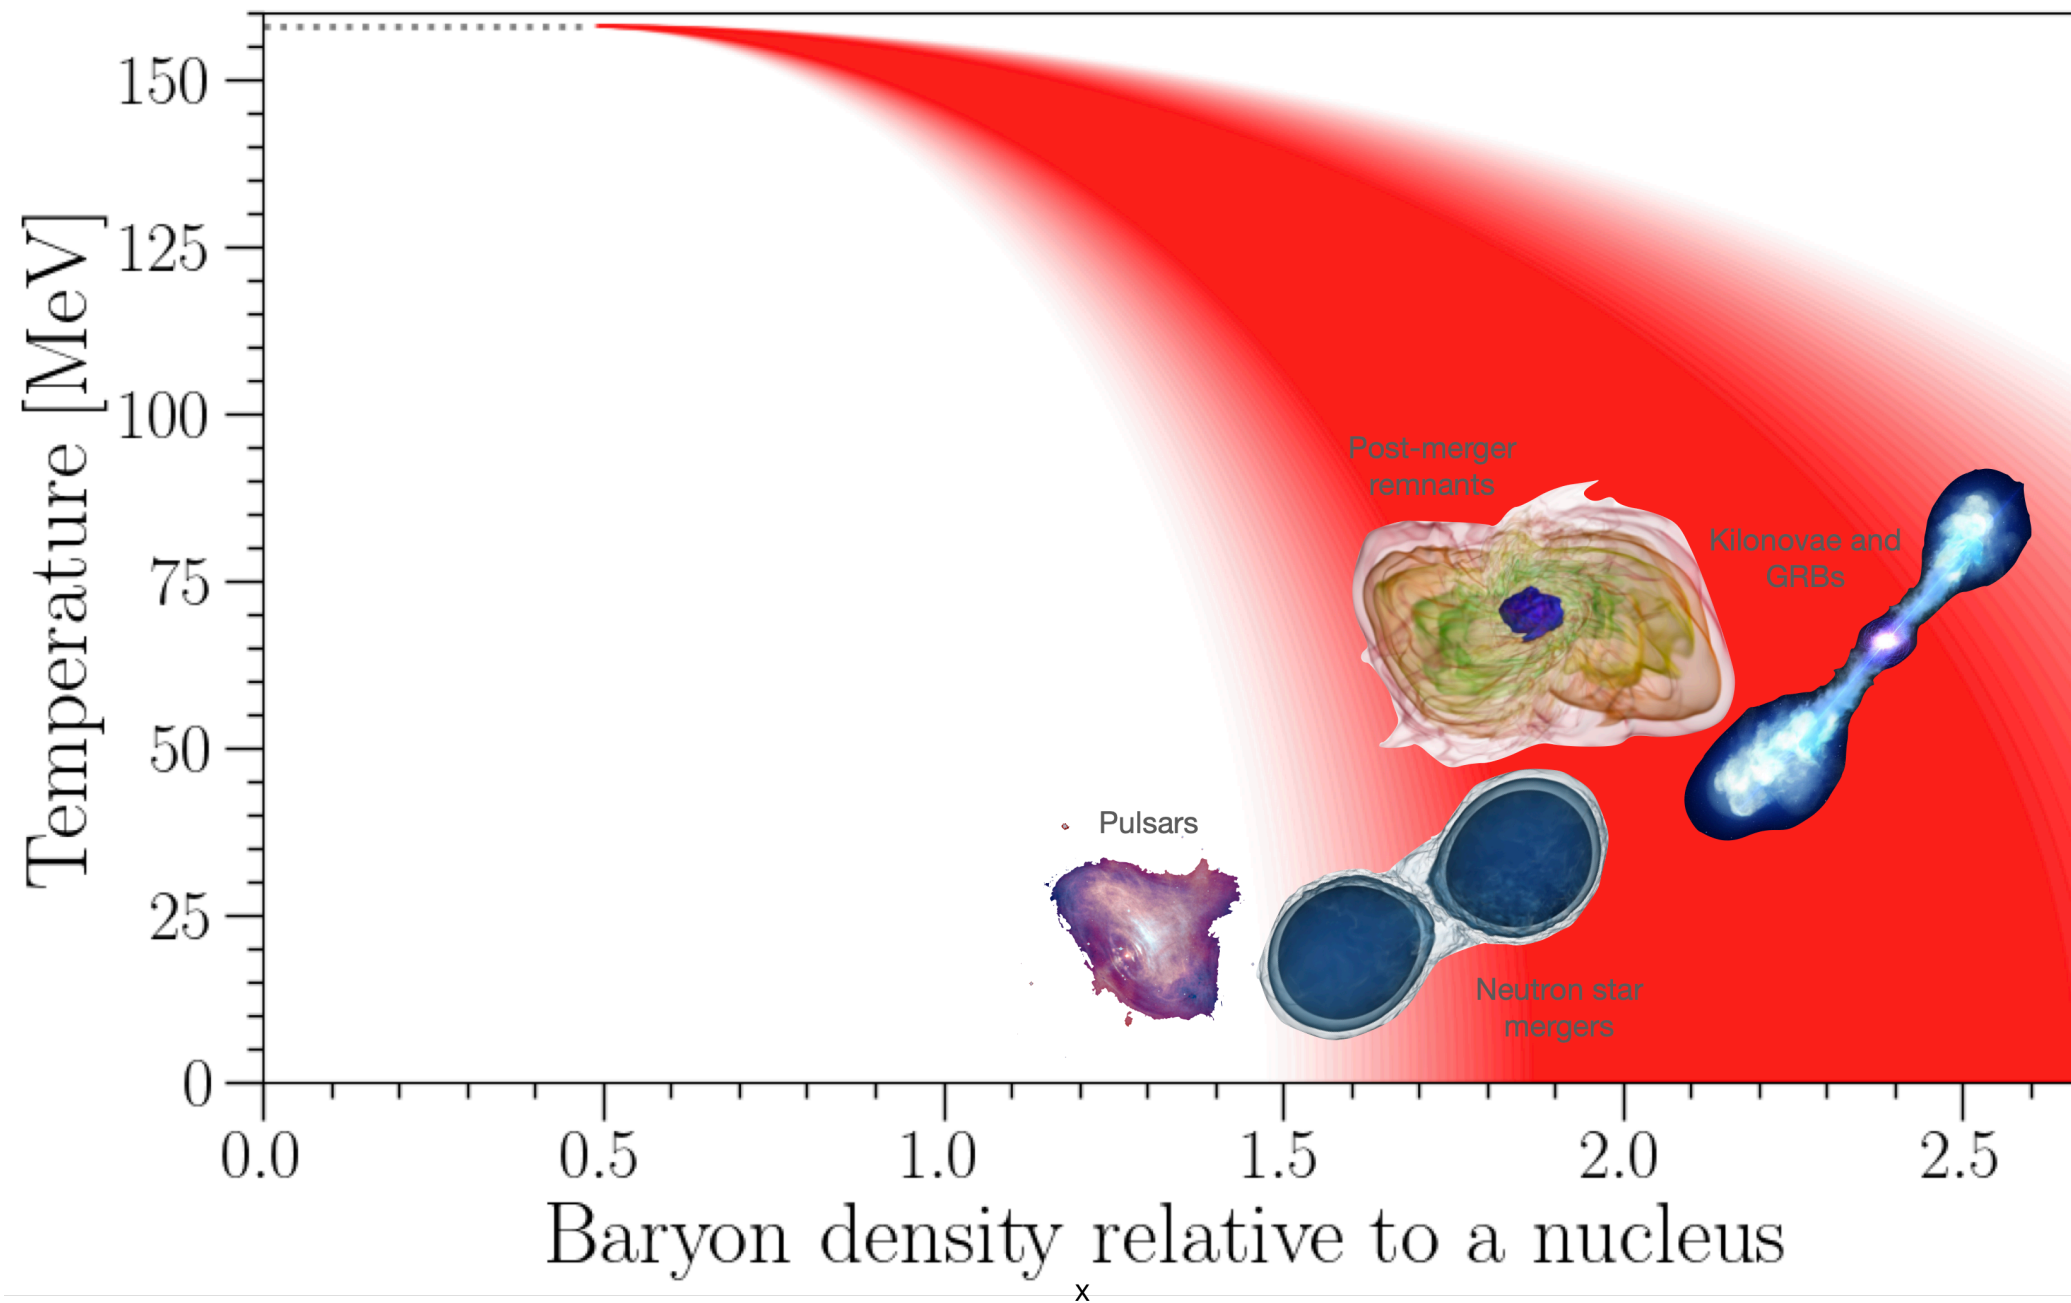 150
125
100
75
50
25
0
Temperature [MeV]
Post-merger
remnants
Kilonovae and
GRBs
Pulsars
Neutron star
mergers
0.0 0.5 1.0 1.5 2.0 2.5
Baryon density relative to a nucleus
x